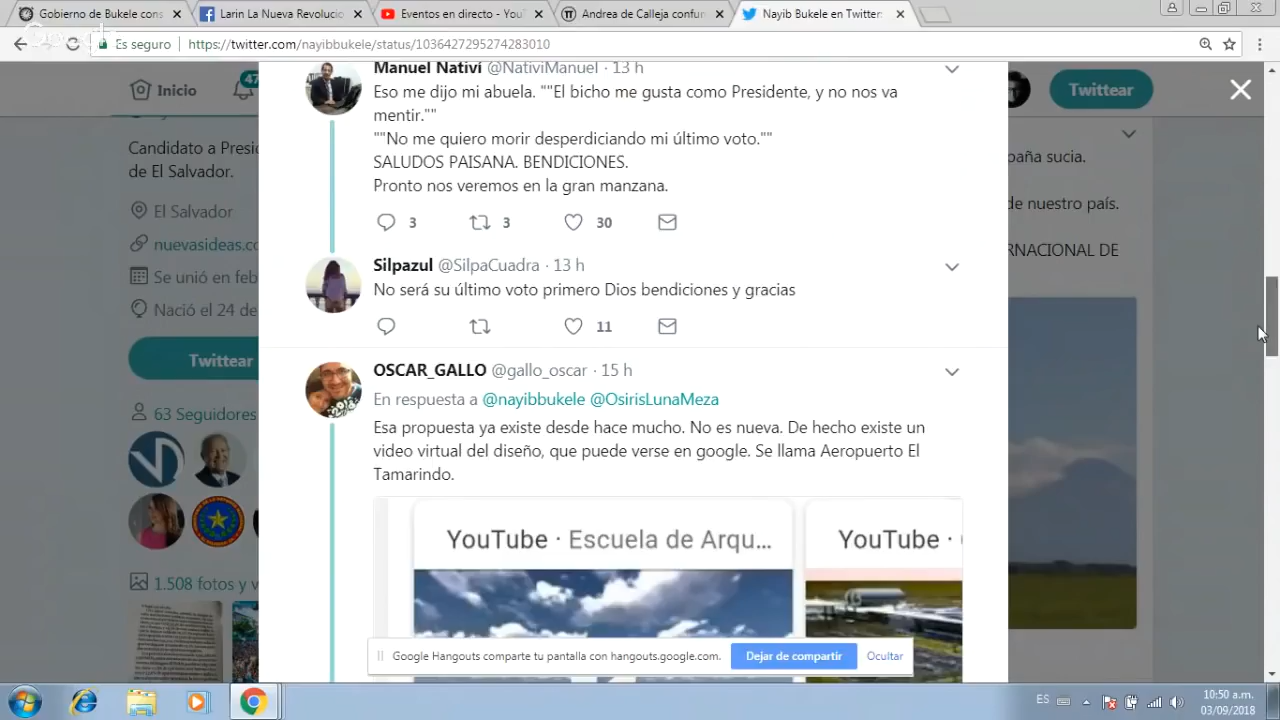 Gobierno de Bukele con
Larin La Nueva Revolucio
Eventos en directo - You
Adre de Calleja confun
Nayib Bukele en Twitter
Es seguro
https://twitter.com/nayibbukele/status/1036427295274283010
Inicio
47
Twittear
Candidato a Presi
de El Salvador.
El Salvador
nuevasideas.co
Se unió en feb
Nació el 24 de
Twittear
63 Seguidores
1.508 fotos y v
Manuel Nativí @NativiManuel · 13 h
Eso me dijo mi abuela. ""El bicho me gusta como Presidente, y no nos va
mentir.""
""No me quiero morir desperdiciando mi último voto.""
SALUDOS PAISANA. BENDICIONES.
Pronto nos veremos en la gran manzana.
3 3 30
Silpazul @SilpaCuadra · 13 h
No será su último voto primero Dios bendiciones y gracias
11
OSCAR_GALLO @gallo_oscar · 15 h
En respuesta a @nayibbukele @OsirisLunaMeza
Esa propuesta ya existe desde hace mucho. No es nueva. De hecho existe un
video virtual del diseño, que puede verse en google. Se llama Aeropuerto El
Tamarindo.
YouTube · Escuela de Arqu...
YouTube ·
paña sucia.
de nuestro país.
RNACIONAL DE
Google Hangouts comparte tu pantalla con hangouts.google.com.
Dejar de compartir
Ocultar
ES
10:50 a.m.
03/09/2018